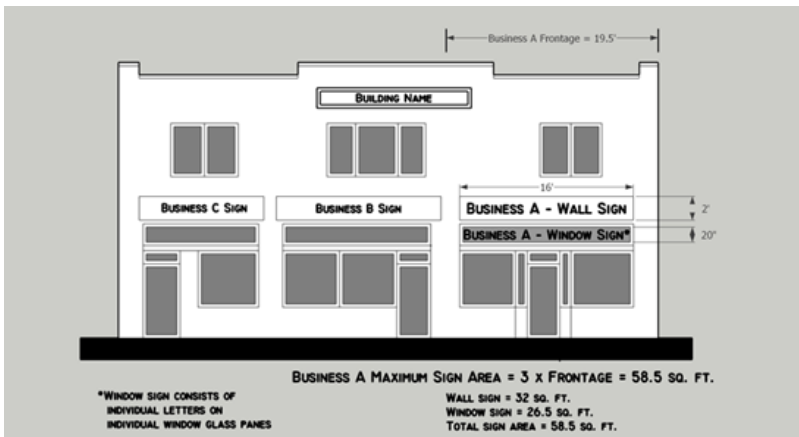 Business A Frontage = 19.5'
BUILDING NAME
16'
BUSINESS C SIGN
BUSINESS B SIGN
BUSINESS A - WALL SIGN
2'
BUSINESS A - WINDOW SIGN*
20"
BUSINESS A MAXIMUM SIGN AREA = 3 X FRONTAGE = 58.5 SQ. FT.
*WINDOW SIGN CONSISTS OF
INDIVIDUAL LETTERS ON
INDIVIDUAL WINDOW GLASS PANES
WALL SIGN = 32 SQ. FT.
WINDOW SIGN = 26.5 SQ. FT.
TOTAL SIGN AREA = 58.5 SQ. FT.